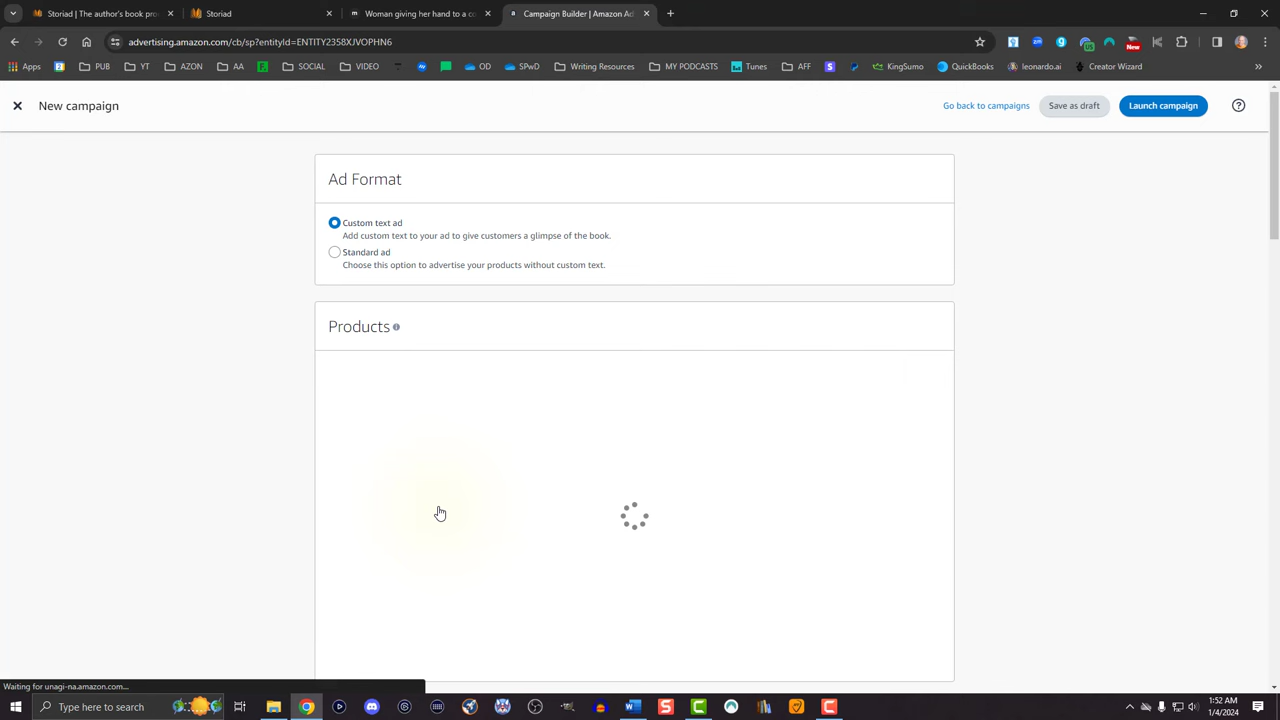 Storiad | The author's book pro
Storiad
Woman giving her hand to a co
Campaign Builder | Amazon Ad
advertising.amazon.com/cb/sp?entityId=ENTITY2358XJVOPHN6
New
Apps
PUB
YT
AZON
AA
SOCIAL
VIDEO
OD
SPwD
Writing Resources
MY PODCASTS
Tunes
AFF
KingSumo
QuickBooks
leonardo.ai
Creator Wizard
New campaign
Go back to campaigns
Save as draft
Launch campaign
Ad Format
Custom text ad
Add custom text to your ad to give customers a glimpse of the book.
Standard ad
Choose this option to advertise your products without custom text.
Products
Waiting for unagi-na.amazon.com...
Type here to search
1:52 AM
1/4/2024